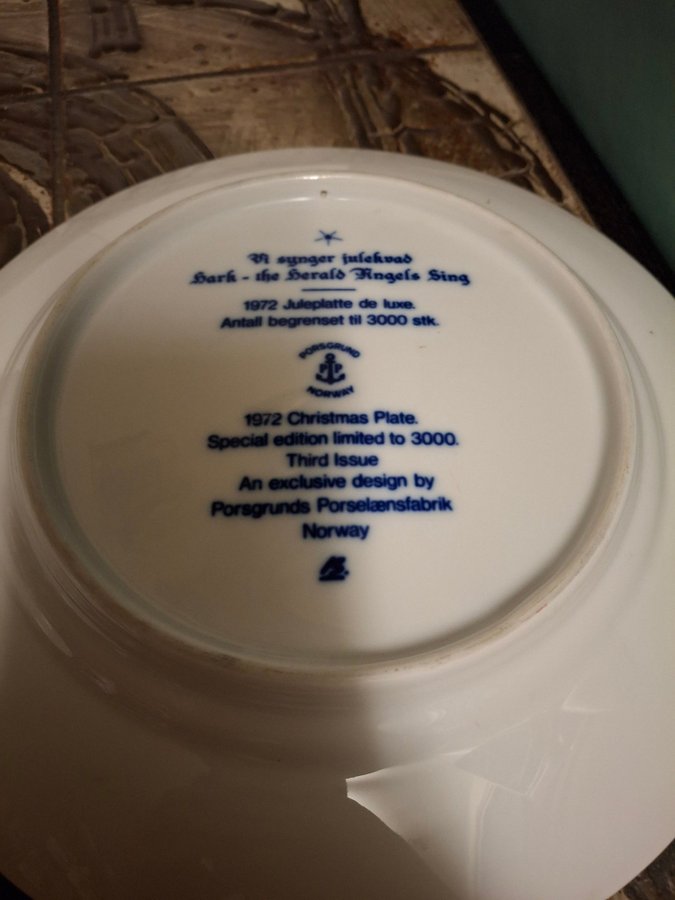 Vi synger julekvad
Hark - the Herald Angels Sing
1972 Juleplatte de luxe.
Antall begrenset til 3000 stk.
PORSGRUND
P P
NORWAY
1972 Christmas Plate.
Special edition limited to 3000.
Third Issue
An exclusive design by
Porsgrunds Porselænsfabrik
Norway